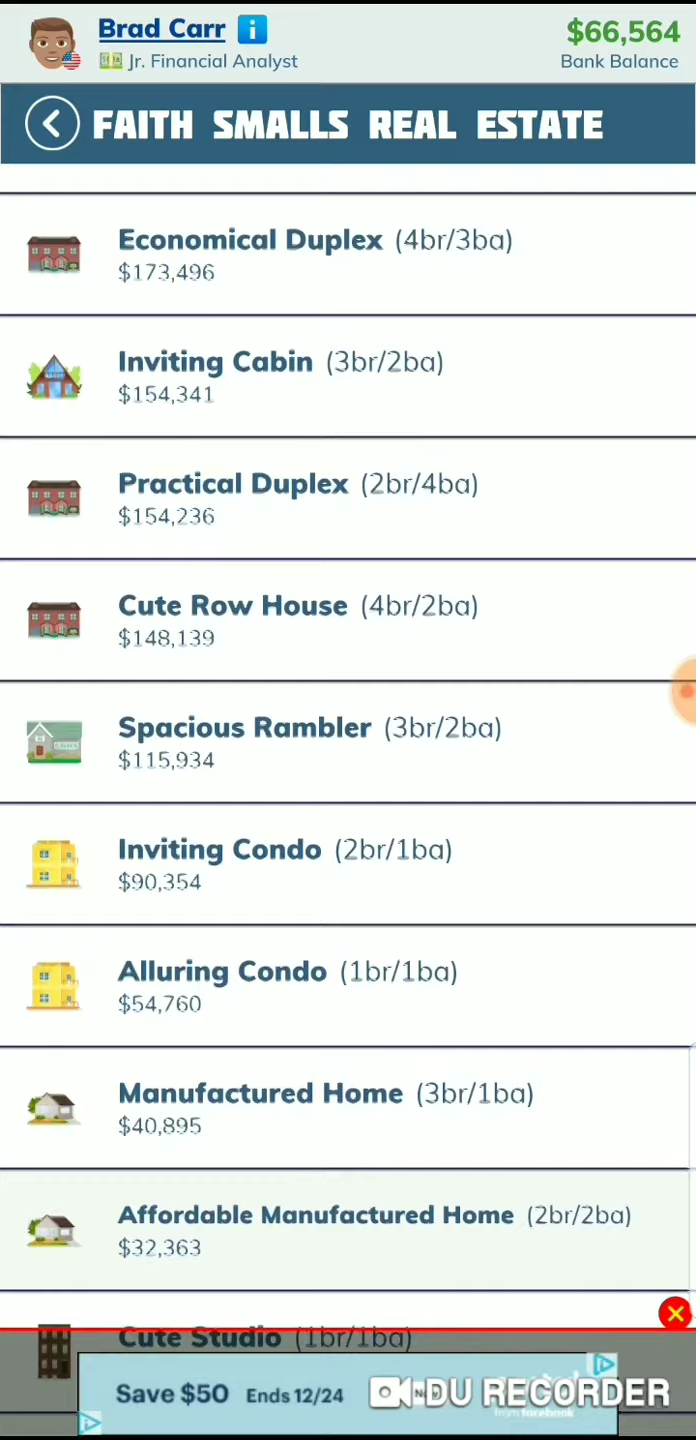 Brad Carr i
$66,564
Jr. Financial Analyst
Bank Balance
FAITH SMALLS REAL ESTATE
Economical Duplex (4br/3ba)
$173,496
Inviting Cabin (3br/2ba)
$154,341
Practical Duplex (2br/4ba)
$154,236
Cute Row House (4br/2ba)
$148,139
Spacious Rambler (3br/2ba)
$115,934
Inviting Condo (2br/1ba)
$90,354
Alluring Condo (1br/1ba)
$54,760
Manufactured Home (3br/1ba)
$40,895
Affordable Manufactured Home (2br/2ba)
$32,363
Cute Studio (1br/1ba)
Save $50 Ends 12/24
DU RECORDER
from facebook